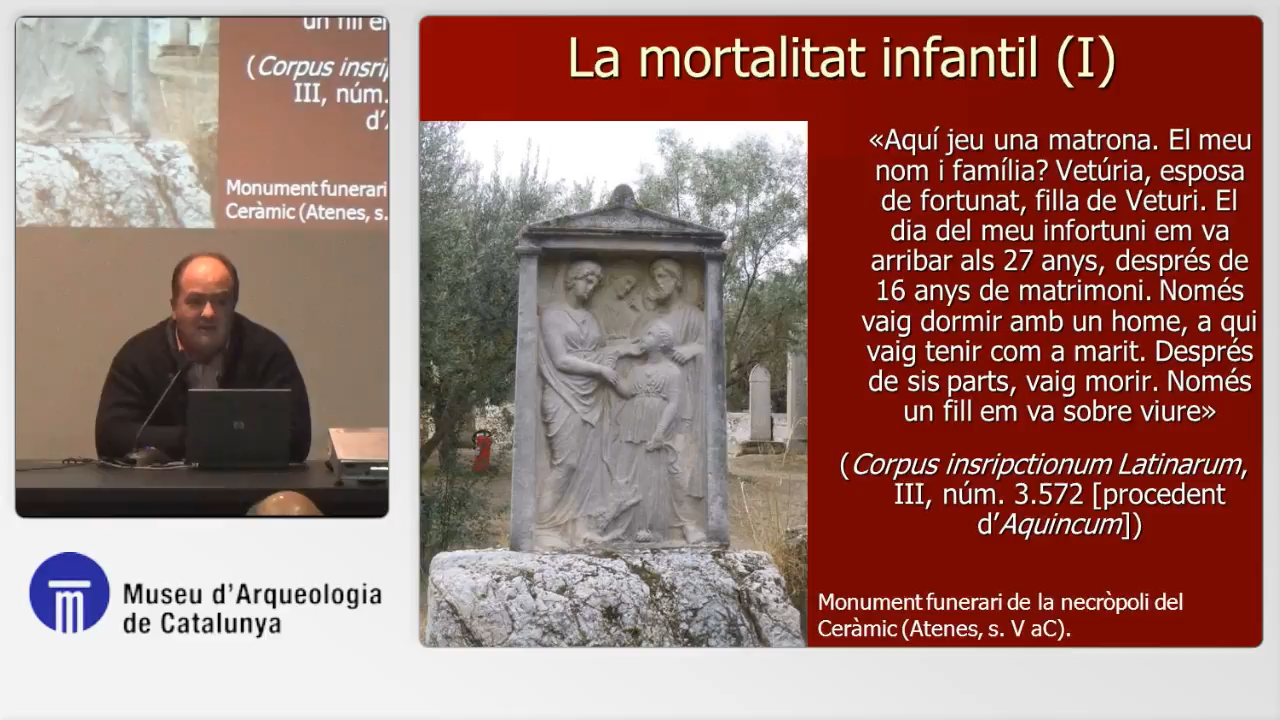 un fill e
(Corpus insrip
III, núm.
d'
Monument funerari
Ceràmic (Atenes, s.
Museu d'Arqueologia
de Catalunya
La mortalitat infantil (I)
«Aquí jeu una matrona. El meu
nom i família? Vetúria, esposa
de fortunat, filla de Veturi. El
dia del meu infortuni em va
arribar als 27 anys, després de
16 anys de matrimoni. Només
vaig dormir amb un home, a qui
vaig tenir com a marit. Després
de sis parts, vaig morir. Només
un fill em va sobre viure»
(Corpus insripctionum Latinarum,
III, núm. 3.572 [procedent
d'Aquincum])
Monument funerari de la necròpoli del
Ceràmic (Atenes, s. V aC).